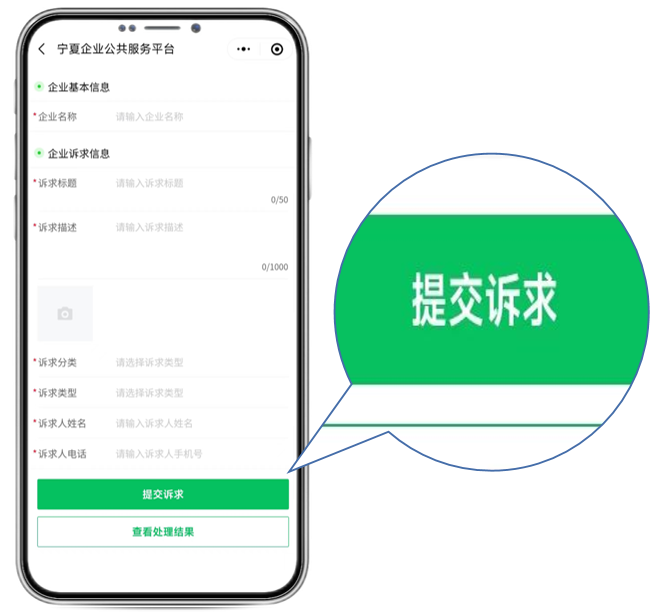 宁夏企业公共服务平台
企业基本信息
*企业名称 请输入企业名称
企业诉求信息
*诉求标题 请输入诉求标题
0/50
*诉求描述 请输入诉求描述
0/1000
*诉求分类 请选择诉求类型
*诉求类型 请选择诉求类型
*诉求人姓名 请输入诉求人姓名
*诉求人电话 请输入诉求人手机号
提交诉求
查看处理结果
提交诉求